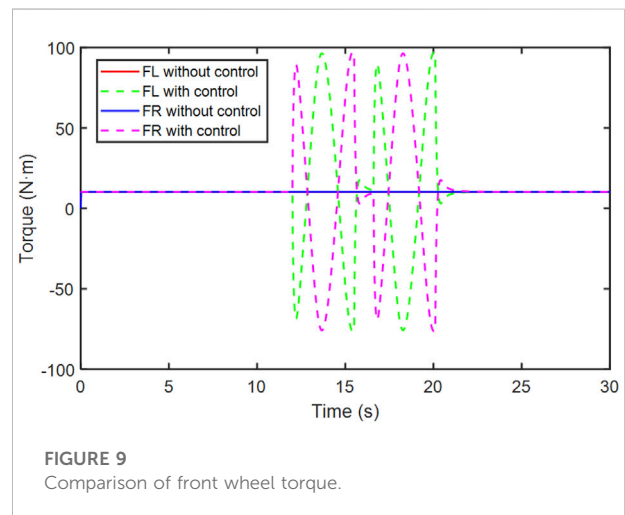 100
50
0
-50
-100
Torque (N·m)
FL without control
FL with control
FR without control
FR with control
0 5 10 15 20 25 30
Time (s)
FIGURE 9
Comparison of front wheel torque.